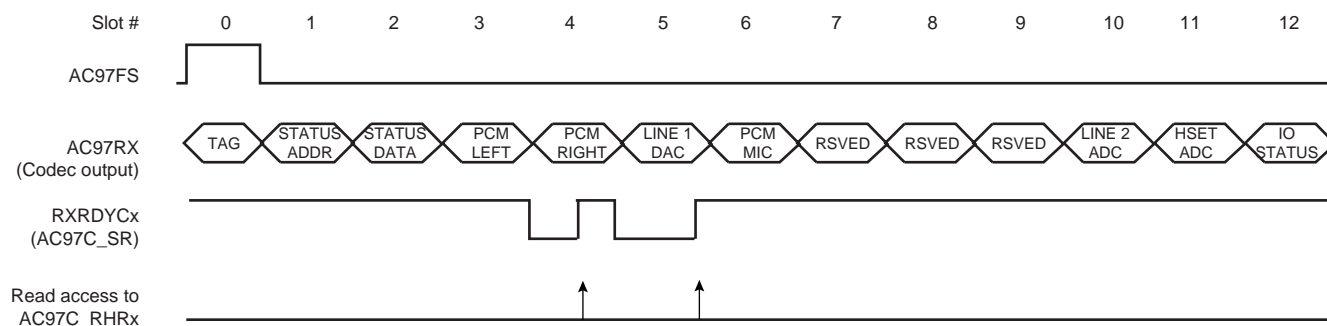 Slot # 0 1 2 3 4 5 6 7 8 9 10 11 12
AC97FS
AC97RX
(Codec output)
TAG
STATUS
ADDR
STATUS
DATA
PCM
LEFT
PCM
RIGHT
LINE 1
DAC
PCM
MIC
RSVED
RSVED
RSVED
LINE 2
ADC
HSET
ADC
IO
STATUS
RXRDYCx
(AC97C_SR)
Read access to
AC97C_RHRx